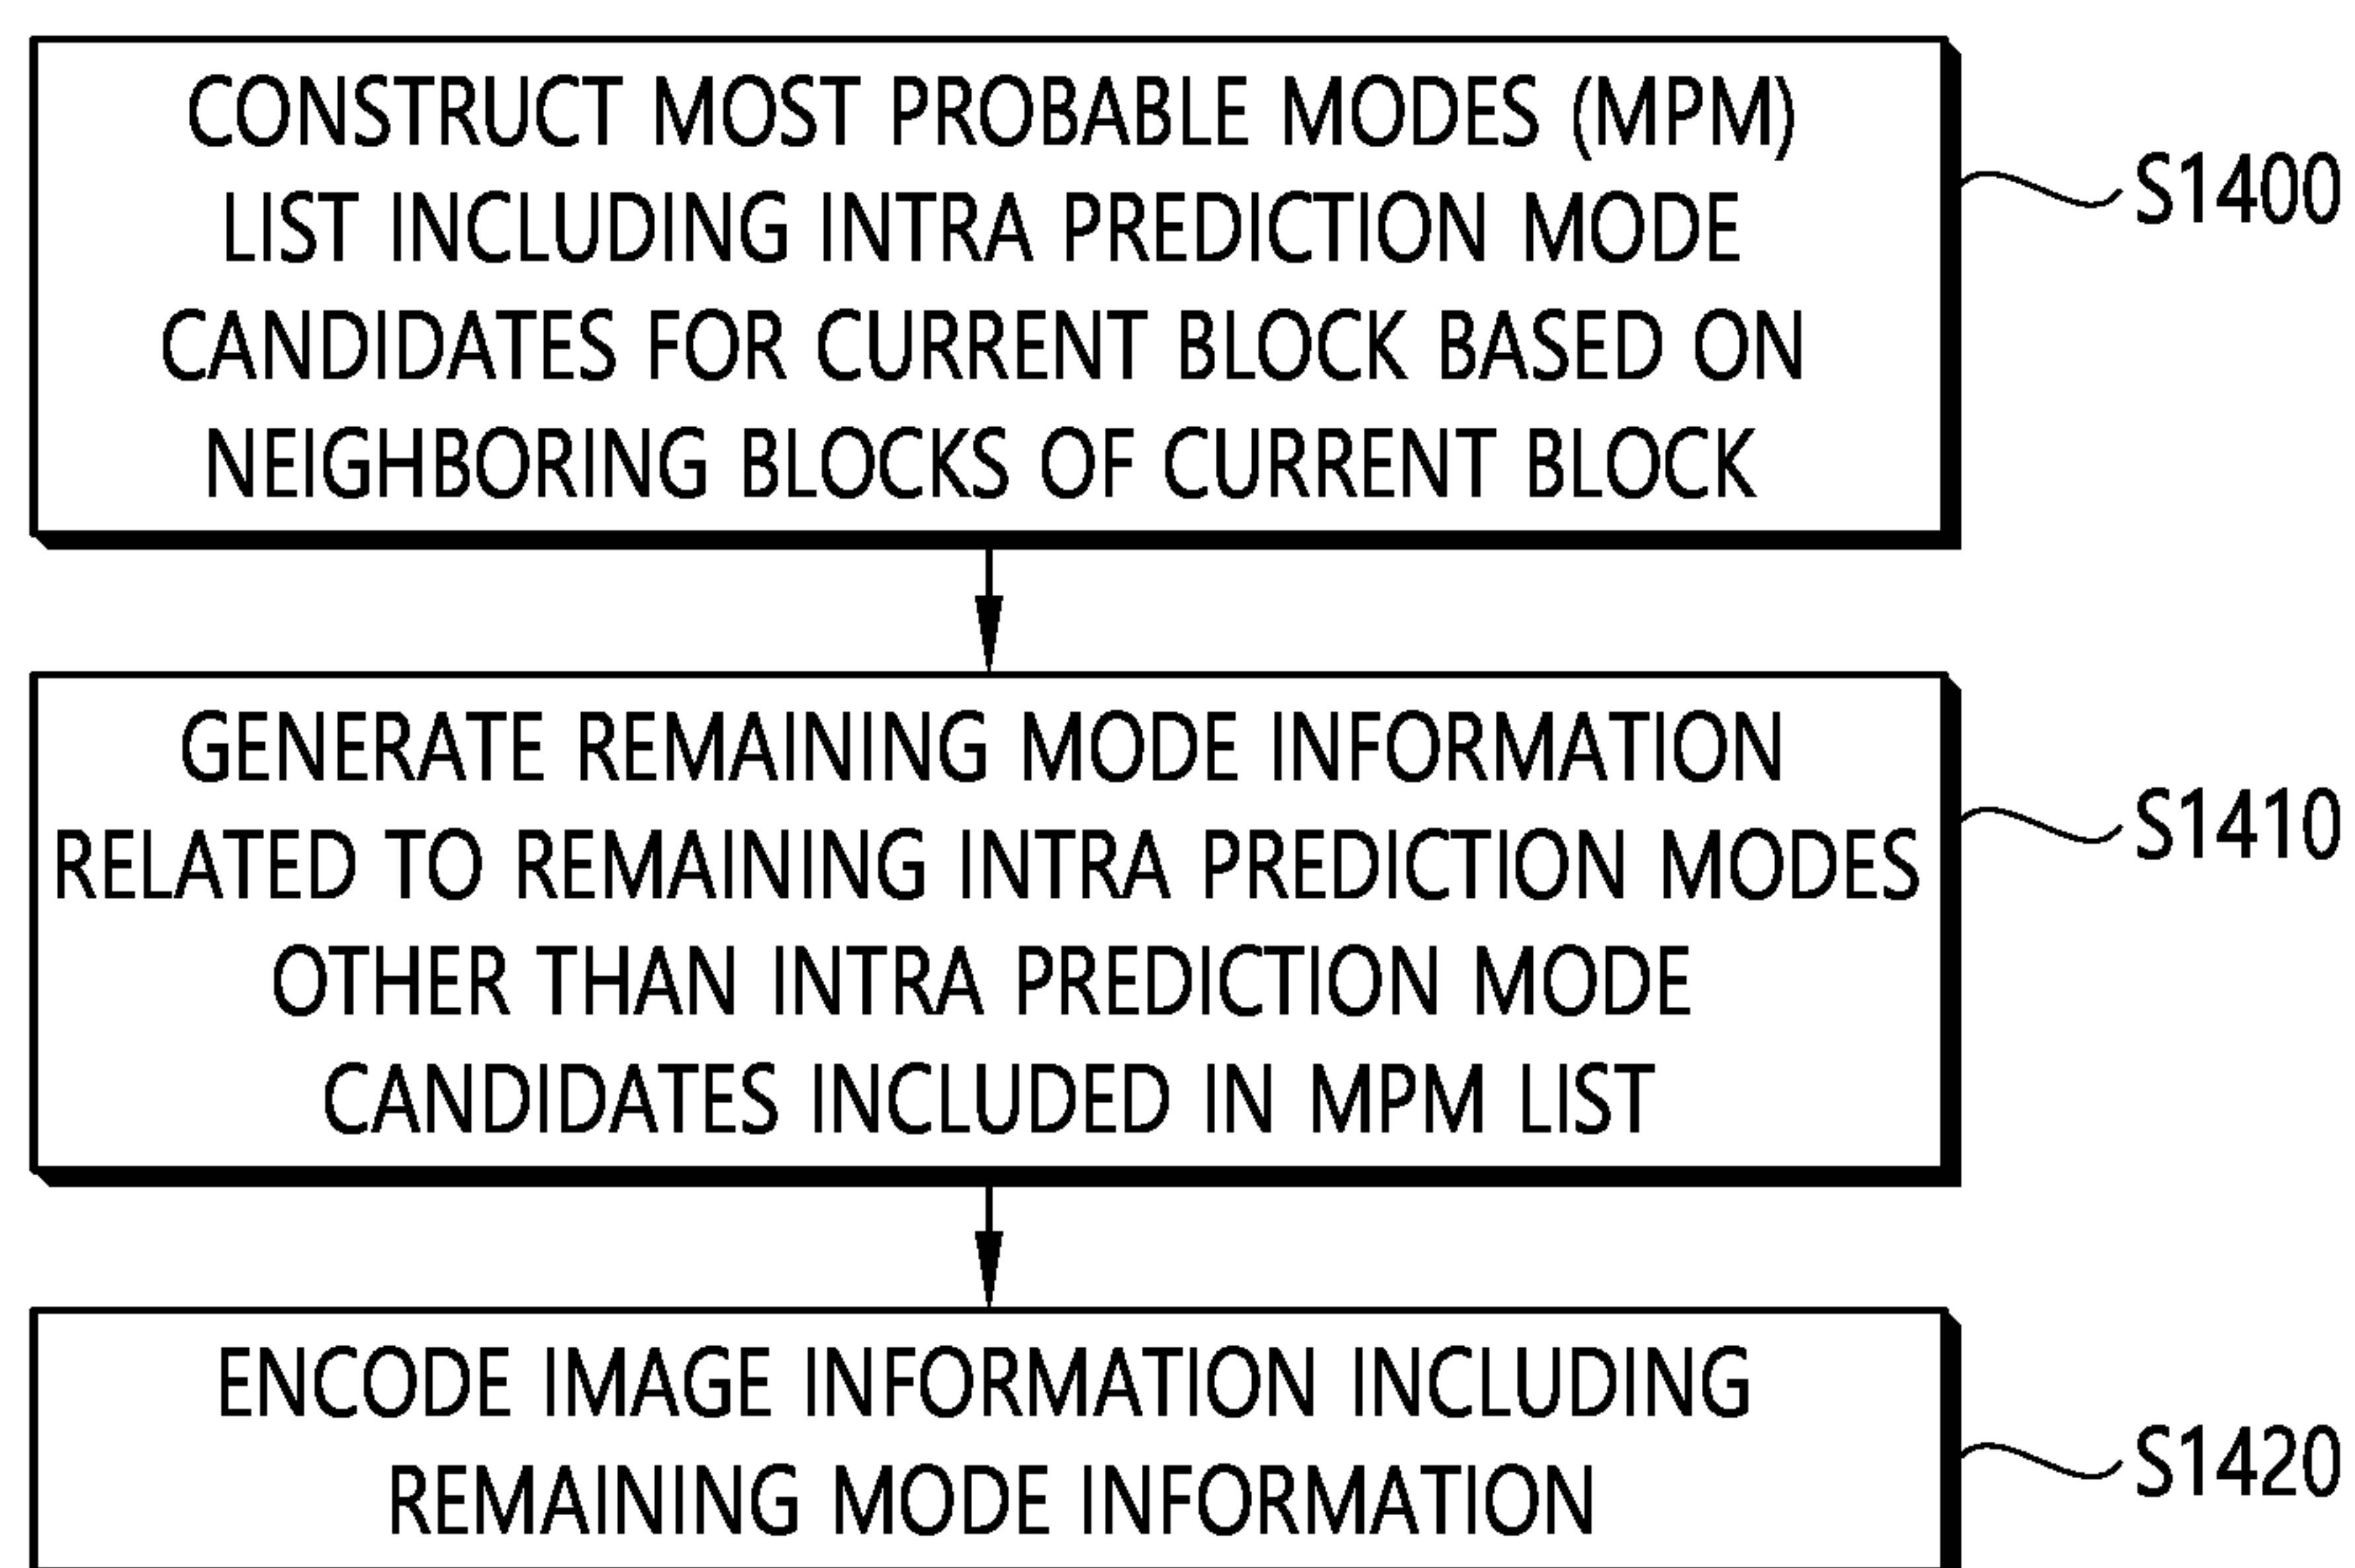 CONSTRUCT MOST PROBABLE MODES (MPM)
LIST INCLUDING INTRA PREDICTION MODE
CANDIDATES FOR CURRENT BLOCK BASED ON
NEIGHBORING BLOCKS OF CURRENT BLOCK
S1400
GENERATE REMAINING MODE INFORMATION
RELATED TO REMAINING INTRA PREDICTION MODES
OTHER THAN INTRA PREDICTION MODE
CANDIDATES INCLUDED IN MPM LIST
S1410
ENCODE IMAGE INFORMATION INCLUDING
REMAINING MODE INFORMATION
S1420